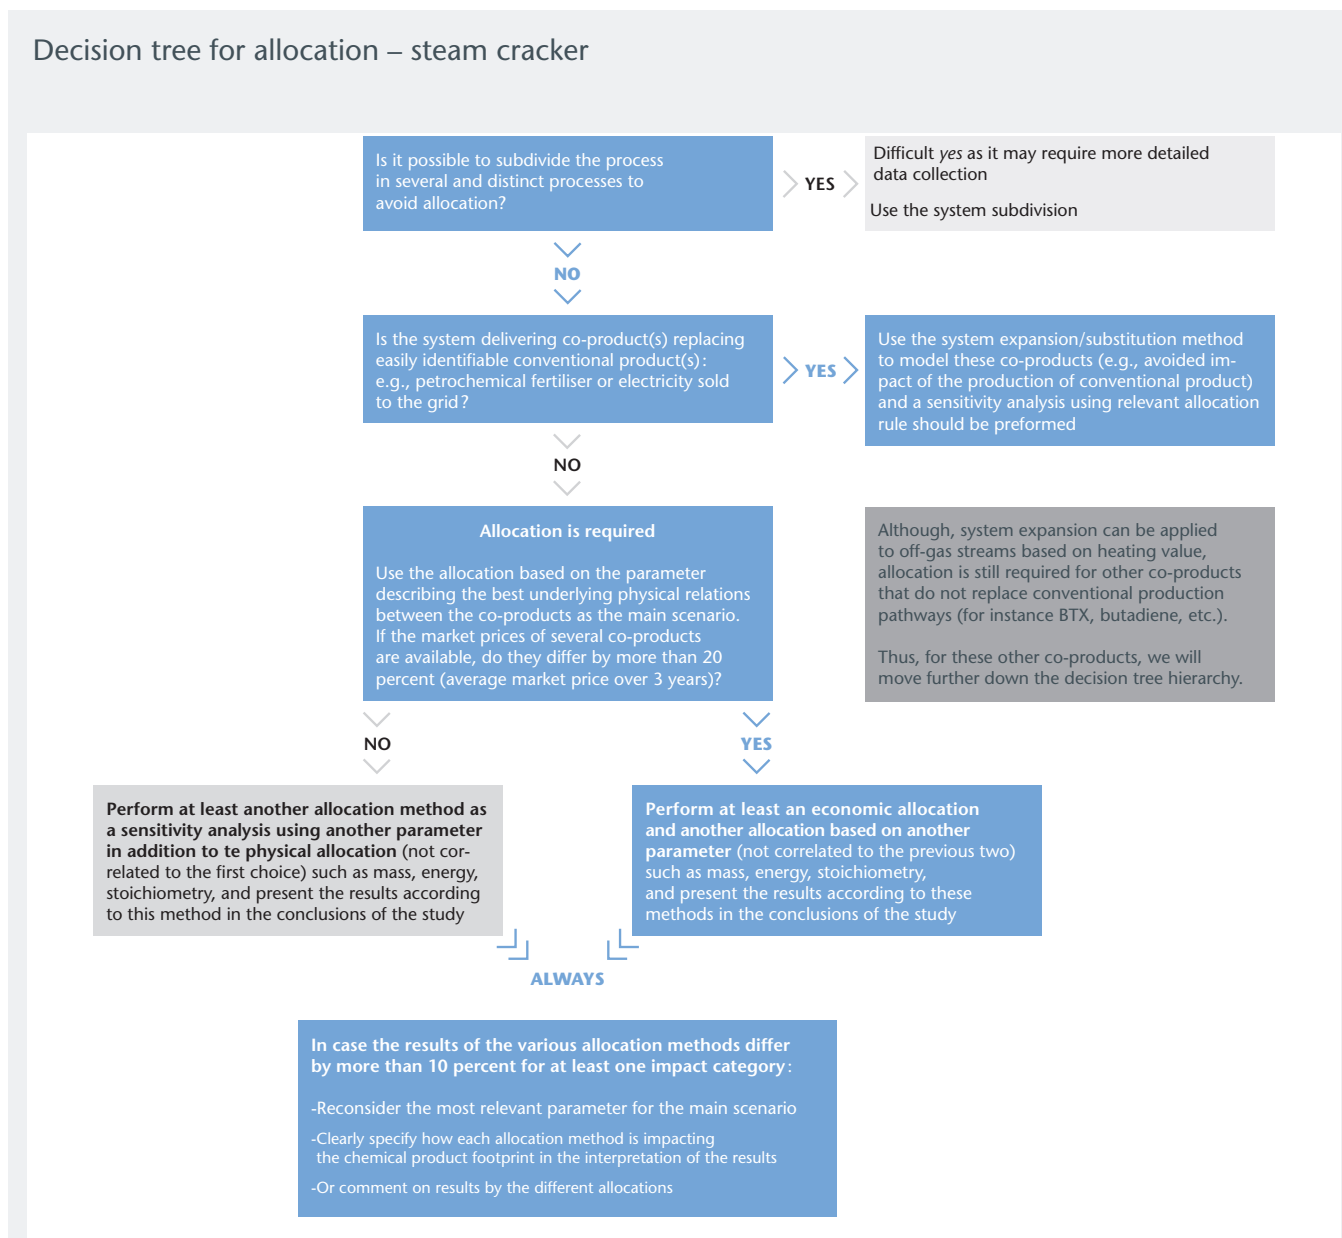 Decision tree for allocation – steam cracker
Is it possible to subdivide the process
in several and distinct processes to
avoid allocation?
YES
Difficult yes as it may require more detailed
data collection
Use the system subdivision
NO
Is the system delivering co-product(s) replacing
easily identifiable conventional product(s):
e.g., petrochemical fertiliser or electricity sold
to the grid?
YES
Use the system expansion/substitution method
to model these co-products (e.g., avoided im-
pact of the production of conventional product)
and a sensitivity analysis using relevant allocation
rule should be preformed
NO
Allocation is required
Use the allocation based on the parameter
describing the best underlying physical relations
between the co-products as the main scenario.
If the market prices of several co-products
are available, do they differ by more than 20
percent (average market price over 3 years)?
Although, system expansion can be applied
to off-gas streams based on heating value,
allocation is still required for other co-products
that do not replace conventional production
pathways (for instance BTX, butadiene, etc.).
Thus, for these other co-products, we will
move further down the decision tree hierarchy.
NO
YES
Perform at least another allocation method as
a sensitivity analysis using another parameter
in addition to te physical allocation (not cor-
related to the first choice) such as mass, energy,
stoichiometry, and present the results according
to this method in the conclusions of the study
Perform at least an economic allocation
and another allocation based on another
parameter (not correlated to the previous two)
such as mass, energy, stoichiometry,
and present the results according to these
methods in the conclusions of the study
ALWAYS
In case the results of the various allocation methods differ
by more than 10 percent for at least one impact category:
-Reconsider the most relevant parameter for the main scenario
-Clearly specify how each allocation method is impacting
the chemical product footprint in the interpretation of the results
-Or comment on results by the different allocations